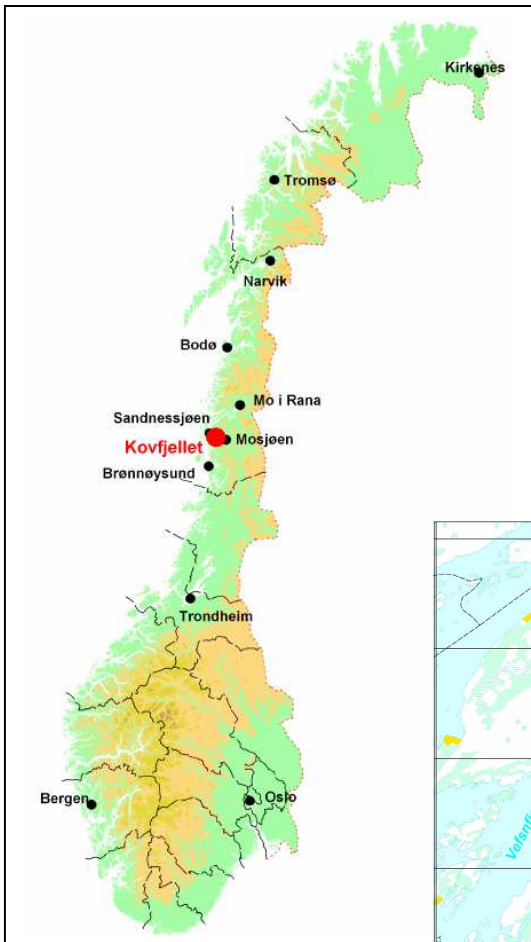 Kirkenes
Tromsø
Narvik
Bodø
Mo i Rana
Sandnessjøen
Kovfjellet
Mosjøen
Brønnøysund
Trondheim
Bergen
Oslo